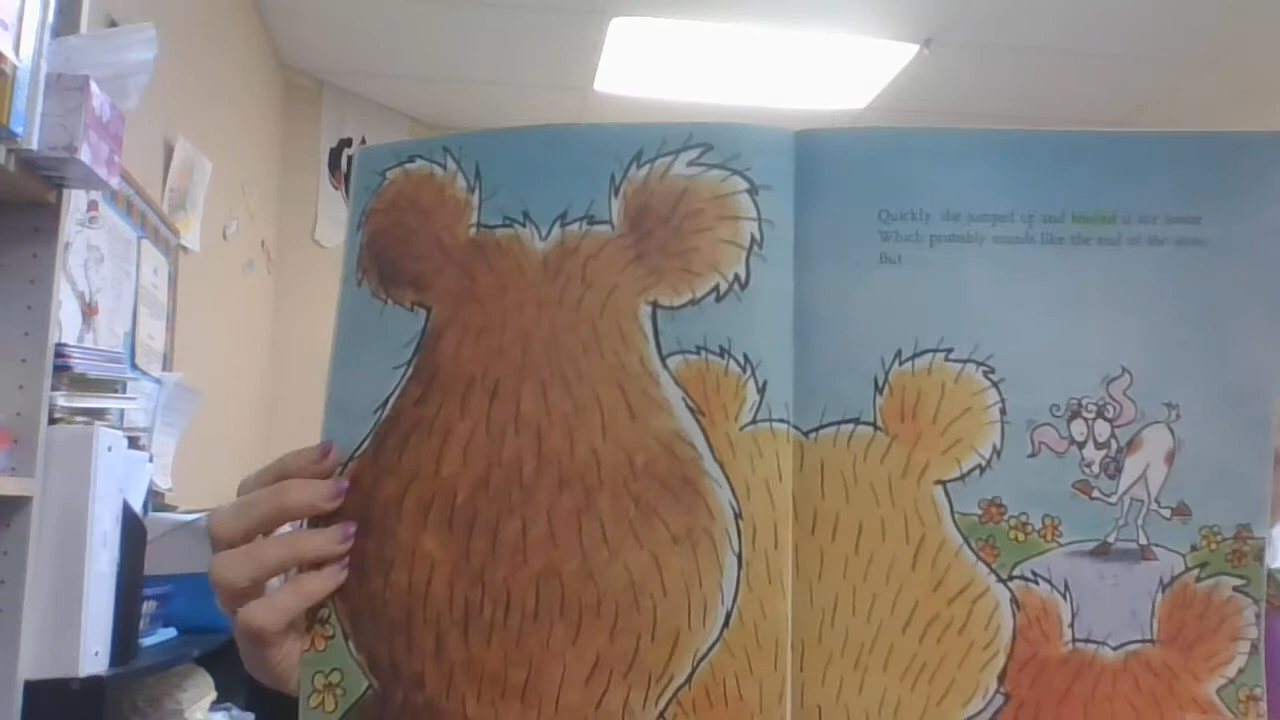 Quickly she jumped up and
Which probably sounds like the end of the
But